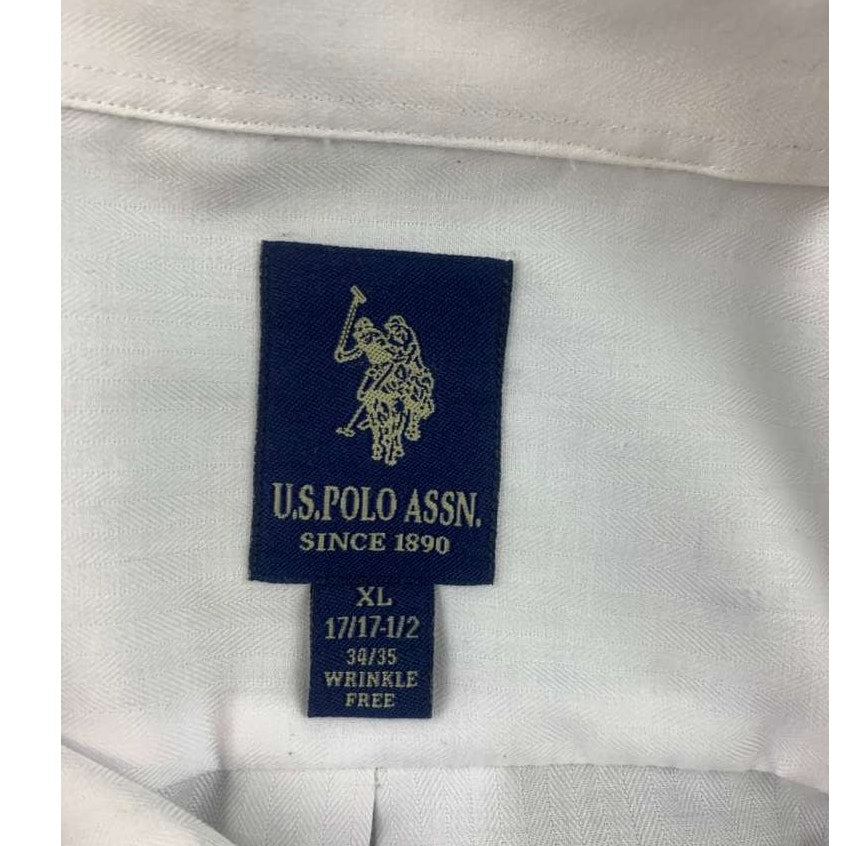 U.S.POLO ASSN.
SINCE 1890
XL
17/17-1/2
34/35
WRINKLE
FREE